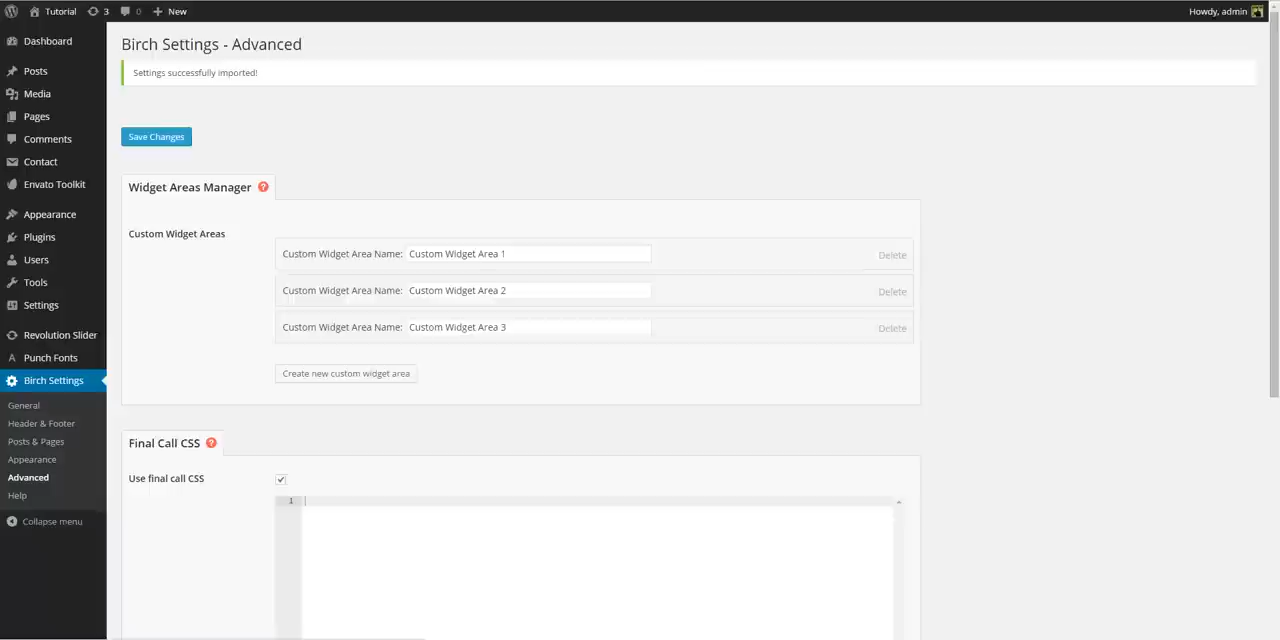 Tutorial 3 0 New Howdy, admin
Dashboard
Posts
Media
Pages
Comments
Contact
Envato Toolkit
Appearance
Plugins
Users
Tools
Settings
Revolution Slider
Punch Fonts
Birch Settings
General
Header & Footer
Posts & Pages
Appearance
Advanced
Help
Collapse menu
Birch Settings - Advanced
Settings successfully imported!
Save Changes
Widget Areas Manager ?
Custom Widget Areas
Custom Widget Area Name: Custom Widget Area 1 Delete
Custom Widget Area Name: Custom Widget Area 2 Delete
Custom Widget Area Name: Custom Widget Area 3 Delete
Create new custom widget area
Final Call CSS ?
Use final call CSS
1